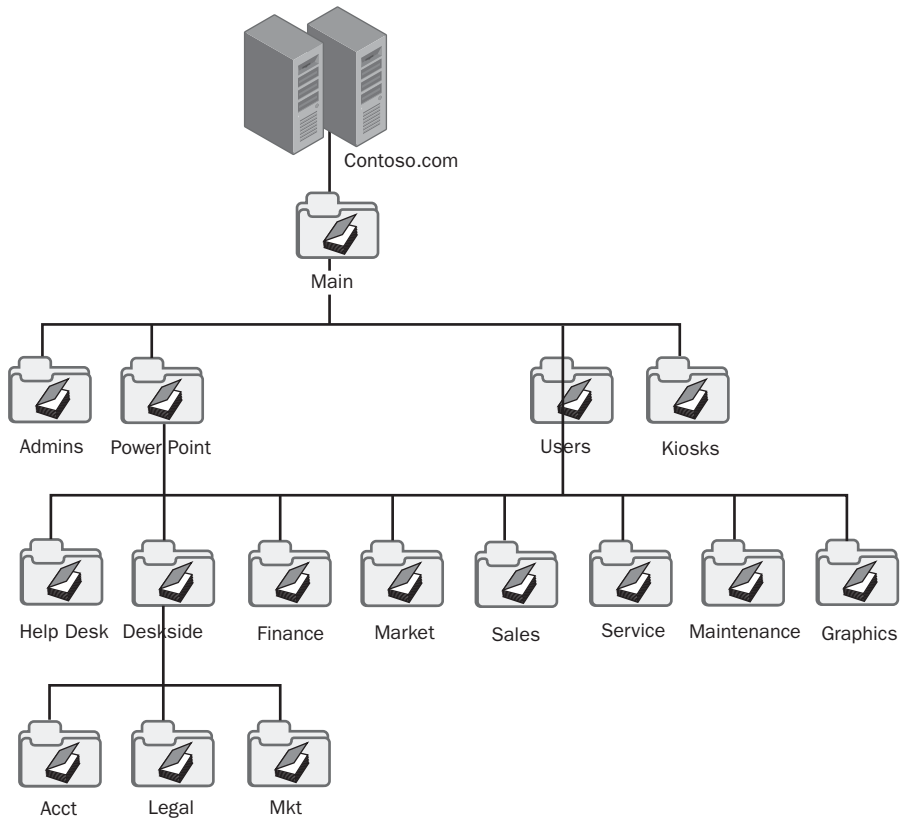 Contoso.com
Main
Admins
Power Point
Users
Kiosks
Help Desk
Deskside
Finance
Market
Sales
Service
Maintenance
Graphics
Acct
Legal
Mkt